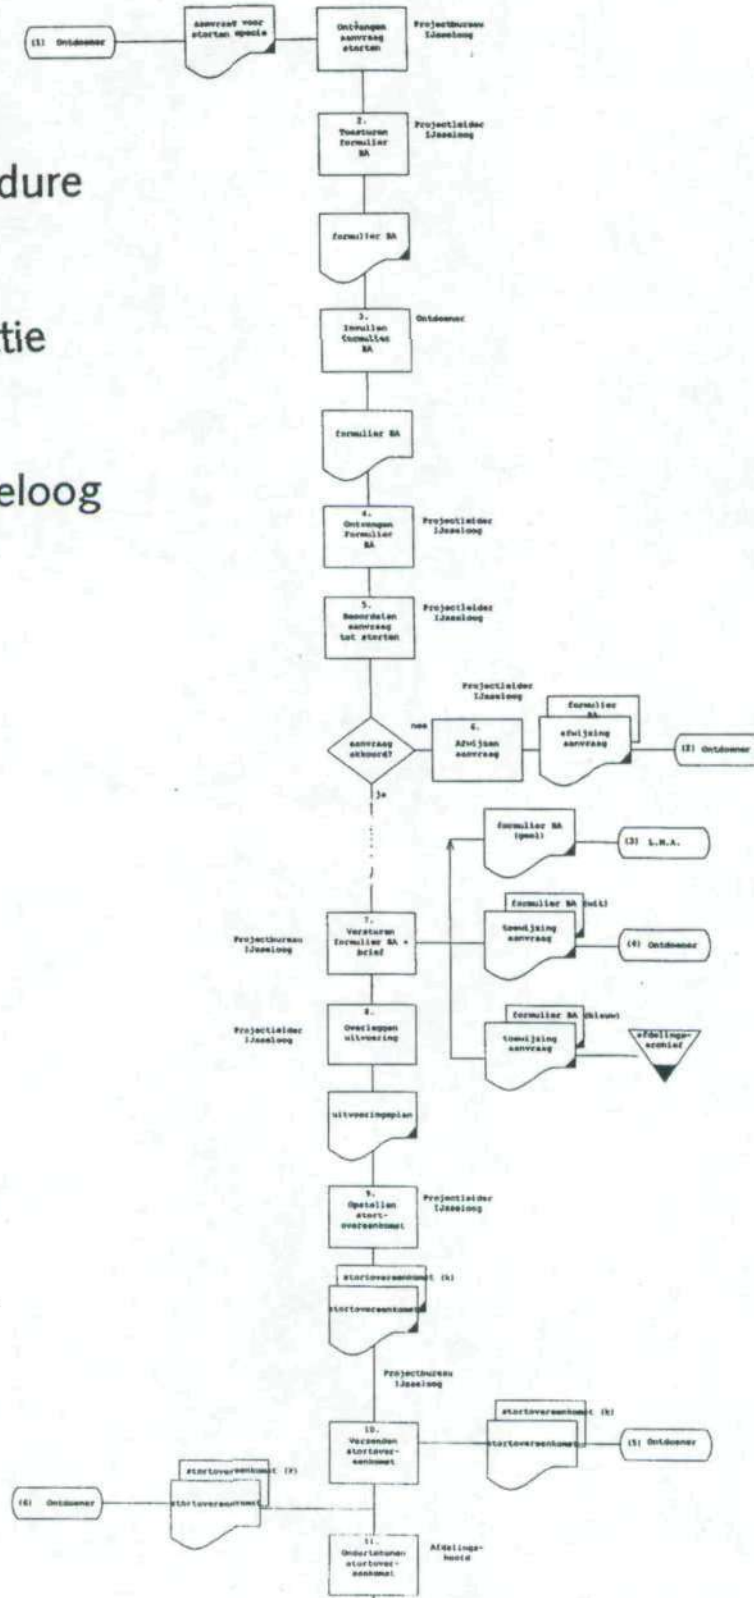 dure
tie
eloog
(1) Ontdoener
aanvraag voor
storten specie
1.
Ontvangen
aanvraag
storten
Projectbureau
IJsseloog
2.
Toesturen
formulier
BA
Projectleider
IJsseloog
formulier BA
3.
Invullen
formulier
BA
Ontdoener
formulier BA
4.
Ontvangen
formulier
BA
Projectleider
IJsseloog
5.
Beoordelen
aanvraag
tot storten
Projectleider
IJsseloog
aanvraag
akkoord?
nee
ja
Projectleider
IJsseloog
6.
Afwijzen
aanvraag
formulier
BA
afwijzing
aanvraag
(2) Ontdoener
formulier BA
(geel)
(3) L.M.A.
Projectbureau
IJsseloog
7.
Versturen
formulier BA +
brief
formulier BA (wit)
toewijzing
aanvraag
(4) Ontdoener
Projectleider
IJsseloog
8.
Overleggen
uitvoering
formulier BA (blauw)
toewijzing
aanvraag
afdelings-
archief
uitvoeringsplan
9.
Opstellen
stort-
overeenkomst
Projectleider
IJsseloog
stortovereenkomst (k)
stortovereenkomst
Projectbureau
IJsseloog
10.
Verzenden
stortover-
eenkomst
stortovereenkomst (k)
stortovereenkomst
(5) Ontdoener
(6) Ontdoener
stortovereenkomst
stortovereenkomst
11.
Ondertekenen
stortover-
eenkomst
Afdelings-
hoofd